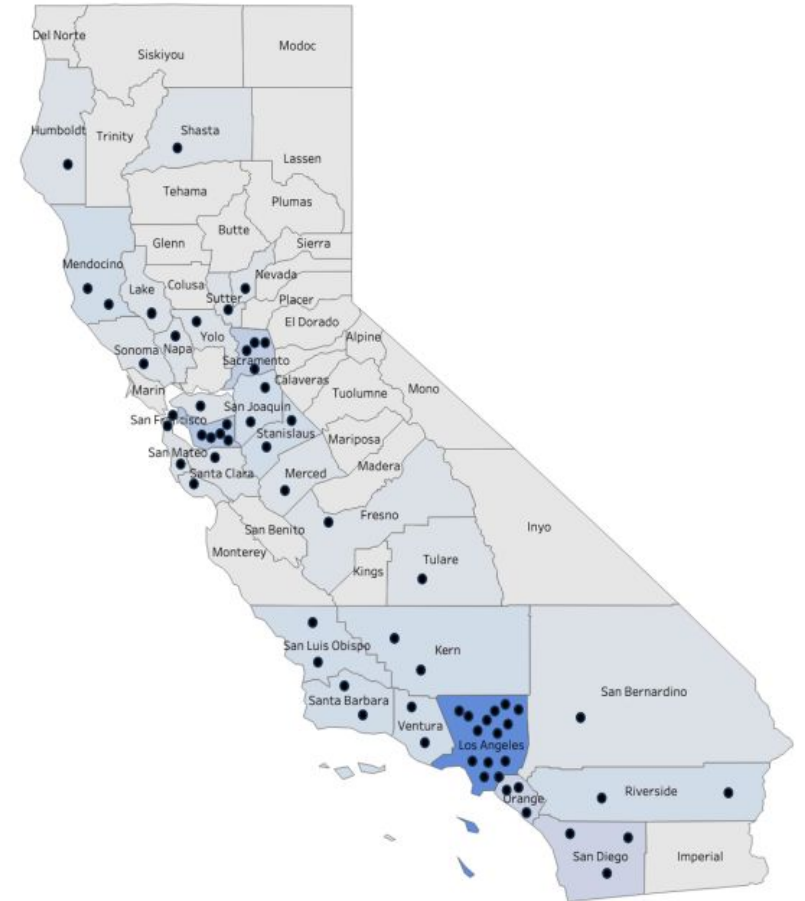 Del Norte
Siskiyou
Modoc
Humboldt
Trinity
Shasta
Lassen
Tehama
Plumas
Butte
Glenn
Sierra
Mendocino
Lake
Colusa
Sutter
Nevada
Placer
El Dorado
Yolo
Sonoma
Napa
Sacramento
Alpine
Marin
Calaveras
Tuolumne
Mono
San Francisco
San Joaquin
Stanislaus
Mariposa
San Mateo
Santa Clara
Merced
Madera
Fresno
San Benito
Monterey
Inyo
Kings
Tulare
San Luis Obispo
Kern
San Bernardino
Santa Barbara
Ventura
Los Angeles
Orange
Riverside
San Diego
Imperial